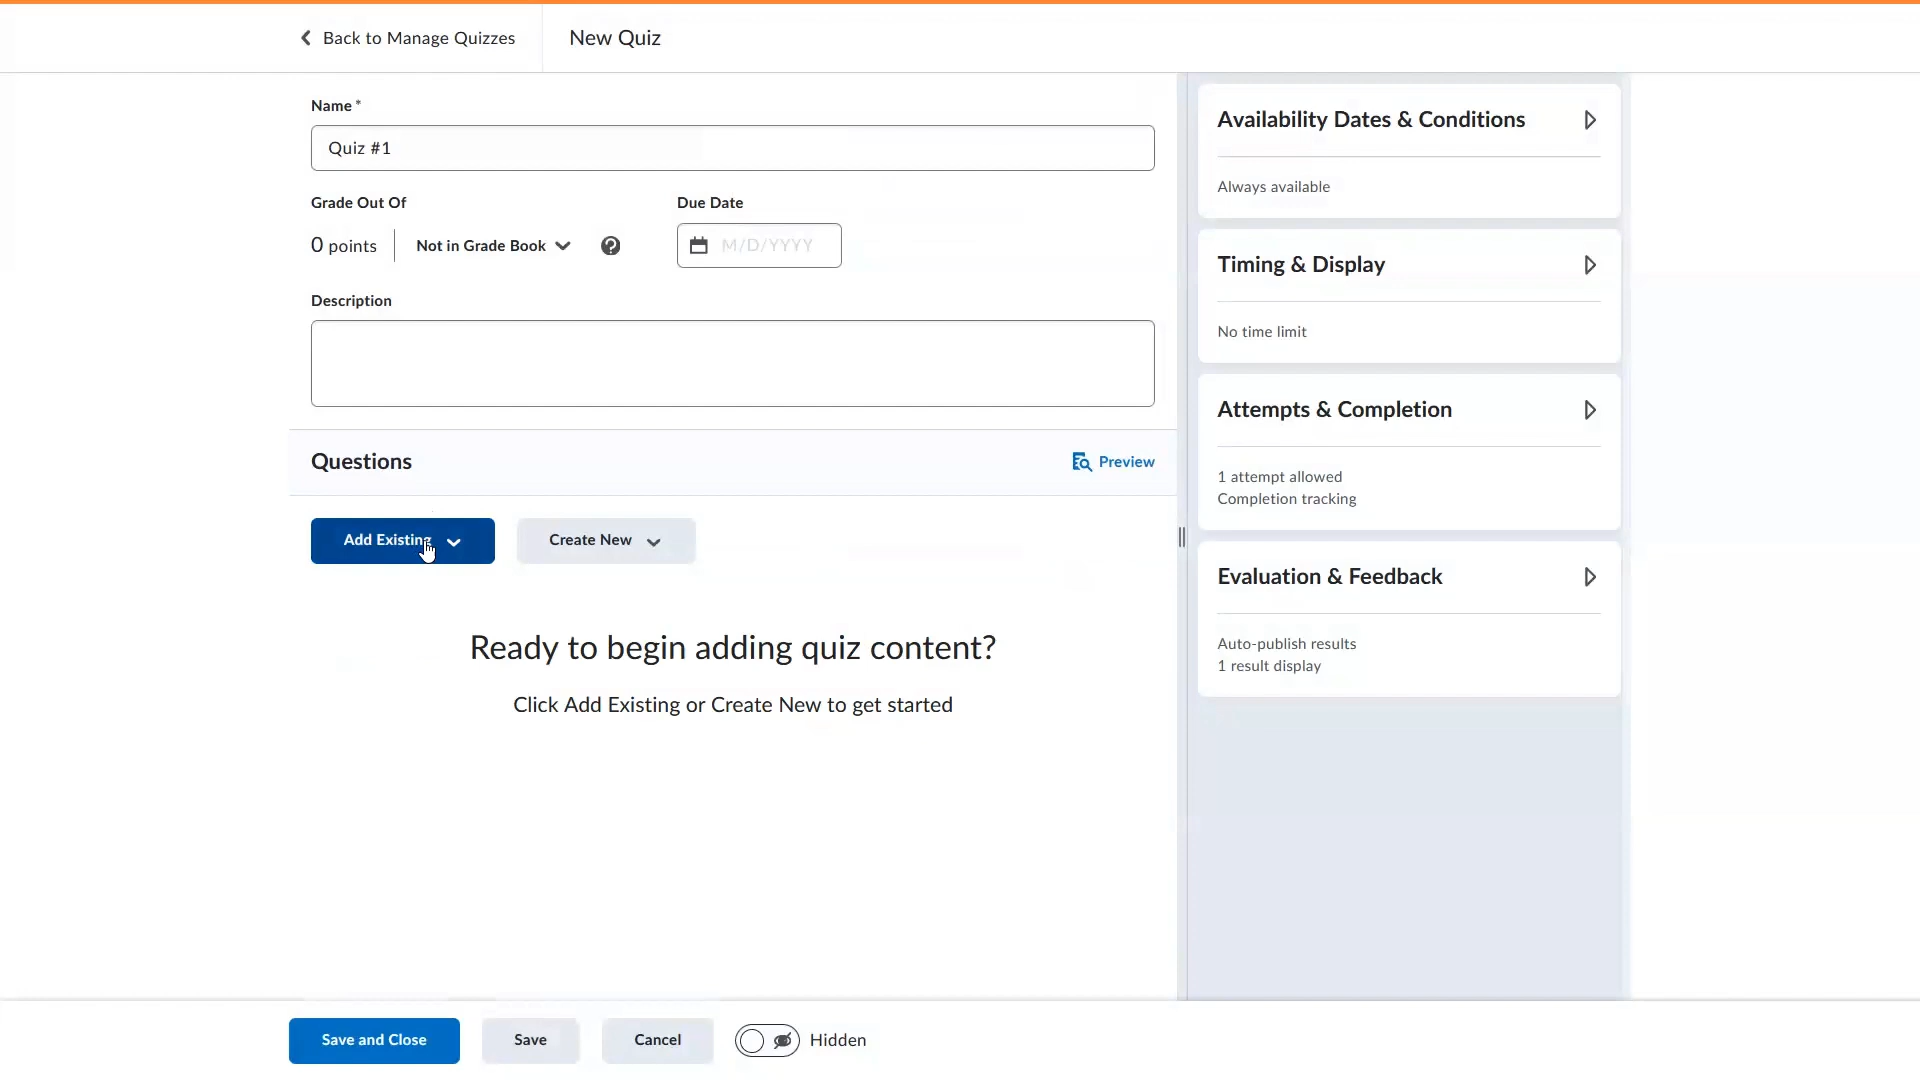 Back to Manage Quizzes
New Quiz
Name *
Quiz #1
Grade Out Of
Due Date
0 points
Not in Grade Book
M/D/YYYY
Description
Questions
Preview
Add Existing
Create New
Ready to begin adding quiz content?
Click Add Existing or Create New to get started
Availability Dates & Conditions
Always available
Timing & Display
No time limit
Attempts & Completion
1 attempt allowed
Completion tracking
Evaluation & Feedback
Auto-publish results
1 result display
Save and Close
Save
Cancel
Hidden